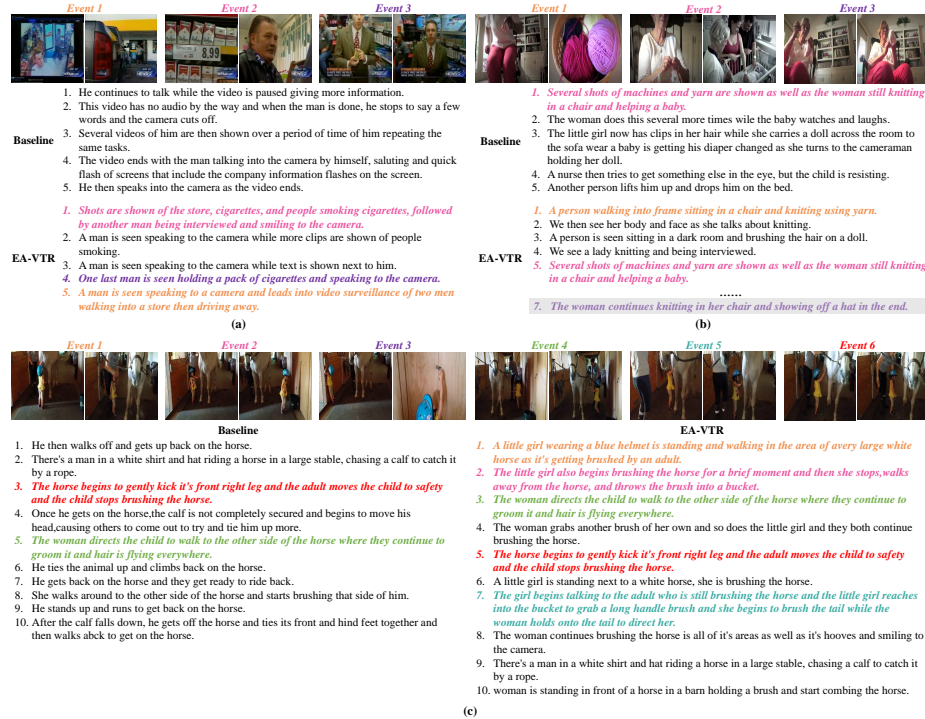 Event 1
Event 2
Event 3
8.99
Baseline
1. He continues to talk while the video is paused giving more information.
2. This video has no audio by the way and when the man is done, he stops to say a few
words and the camera cuts off.
3. Several videos of him are then shown over a period of time of him repeating the
same tasks.
4. The video ends with the man talking into the camera by himself, saluting and quick
flash of screens that include the company information flashes on the screen.
5. He then speaks into the camera as the video ends.
EA-VTR
1. Shots are shown of the store, cigarettes, and people smoking cigarettes, followed
by another man being interviewed and smiling to the camera.
2. A man is seen speaking to the camera while more clips are shown of people
smoking.
3. A man is seen speaking to the camera while text is shown next to him.
4. One last man is seen holding a pack of cigarettes and speaking to the camera.
5. A man is seen speaking to a camera and leads into video surveillance of two men
walking into a store then driving away.
(a)
Event 1
Event 2
Event 3
Baseline
1. Several shots of machines and yarn are shown as well as the woman still knitting
in a chair and helping a baby.
2. The woman does this several more times wile the baby watches and laughs.
3. The little girl now has clips in her hair while she carries a doll across the room to
the sofa wear a baby is getting his diaper changed as she turns to the cameraman
holding her doll.
4. A nurse then tries to get something else in the eye, but the child is resisting.
5. Another person lifts him up and drops him on the bed.
EA-VTR
1. A person walking into frame sitting in a chair and knitting using yarn.
2. We then see her body and face as she talks about knitting.
3. A person is seen sitting in a dark room and brushing the hair on a doll.
4. We see a lady knitting and being interviewed.
5. Several shots of machines and yarn are shown as well as the woman still knitting
in a chair and helping a baby.
......
7. The woman continues knitting in her chair and showing off a hat in the end.
(b)
Event 1
Event 2
Event 3
Event 4
Event 5
Event 6
Baseline
1. He then walks off and gets up back on the horse.
2. There's a man in a white shirt and hat riding a horse in a large stable, chasing a calf to catch it
by a rope.
3. The horse begins to gently kick it's front right leg and the adult moves the child to safety
and the child stops brushing the horse.
4. Once he gets on the horse,the calf is not completely secured and begins to move his
head,causing others to come out to try and tie him up more.
5. The woman directs the child to walk to the other side of the horse where they continue to
groom it and hair is flying everywhere.
6. He ties the animal up and climbs back on the horse.
7. He gets back on the horse and they get ready to ride back.
8. She walks around to the other side of the horse and starts brushing that side of him.
9. He stands up and runs to get back on the horse.
10. After the calf falls down, he gets off the horse and ties its front and hind feet together and
then walks abck to get on the horse.
EA-VTR
1. A little girl wearing a blue helmet is standing and walking in the area of avery large white
horse as it's getting brushed by an adult.
2. The little girl also begins brushing the horse for a brief moment and then she stops,walks
away from the horse, and throws the brush into a bucket.
3. The woman directs the child to walk to the other side of the horse where they continue to
groom it and hair is flying everywhere.
4. The woman grabs another brush of her own and so does the little girl and they both continue
brushing the horse.
5. The horse begins to gently kick it's front right leg and the adult moves the child to safety
and the child stops brushing the horse.
6. A little girl is standing next to a white horse, she is brushing the horse.
7. The girl begins talking to the adult who is still brushing the horse and the little girl reaches
into the bucket to grab a long handle brush and she begins to brush the tail while the
woman holds onto the tail to direct her.
8. The woman continues brushing the horse is all of it's areas as well as it's hooves and smiling to
the camera.
9. There's a man in a white shirt and hat riding a horse in a large stable, chasing a calf to catch it
by a rope.
10. woman is standing in front of a horse in a barn holding a brush and start combing the horse.
(c)